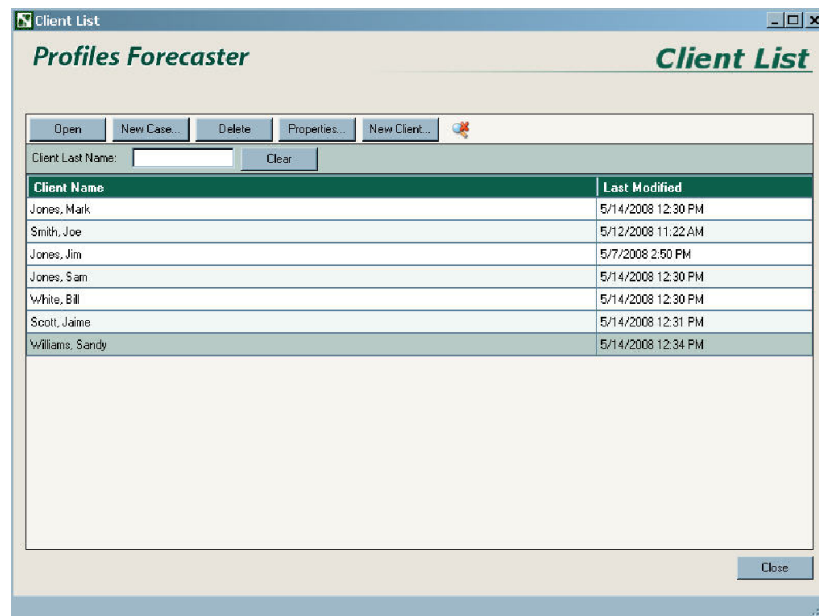 Client List
Profiles Forecaster Client List
Open New Case... Delete Properties... New Client...
Client Last Name: Clear
Client Name Last Modified
Jones, Mark 5/14/2008 12:30 PM
Smith, Joe 5/12/2008 11:22 AM
Jones, Jim 5/7/2008 2:50 PM
Jones, Sam 5/14/2008 12:30 PM
White, Bill 5/14/2008 12:30 PM
Scott, Jaime 5/14/2008 12:31 PM
Williams, Sandy 5/14/2008 12:34 PM
Close